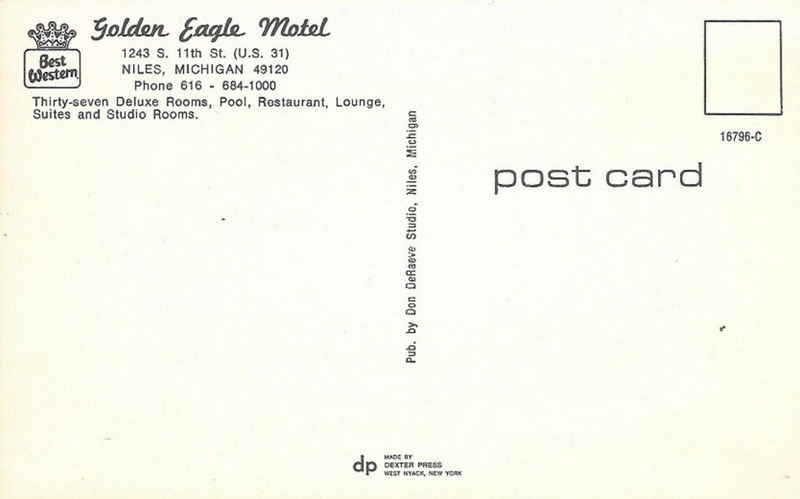 Golden Eagle Motel
Best
Western
1243 S. 11th St. (U.S. 31)
NILES, MICHIGAN 49120
Phone 616 - 684-1000
Thirty-seven Deluxe Rooms, Pool, Restaurant, Lounge,
Suites and Studio Rooms.
Pub. by Don DeRaeve Studio, Niles, Michigan
16796-C
post card
dp
MADE BY
DEXTER PRESS
WEST NYACK, NEW YORK